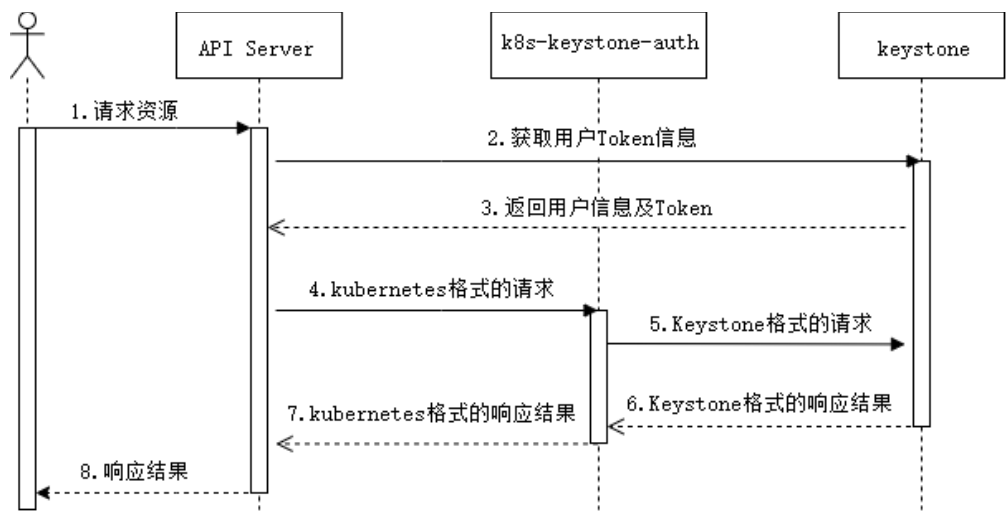 API Server
k8s-keystone-auth
keystone
1.请求资源
2.获取用户Token信息
3.返回用户信息及Token
4.kubernetes格式的请求
5.Keystone格式的请求
6.Keystone格式的响应结果
7.kubernetes格式的响应结果
8.响应结果